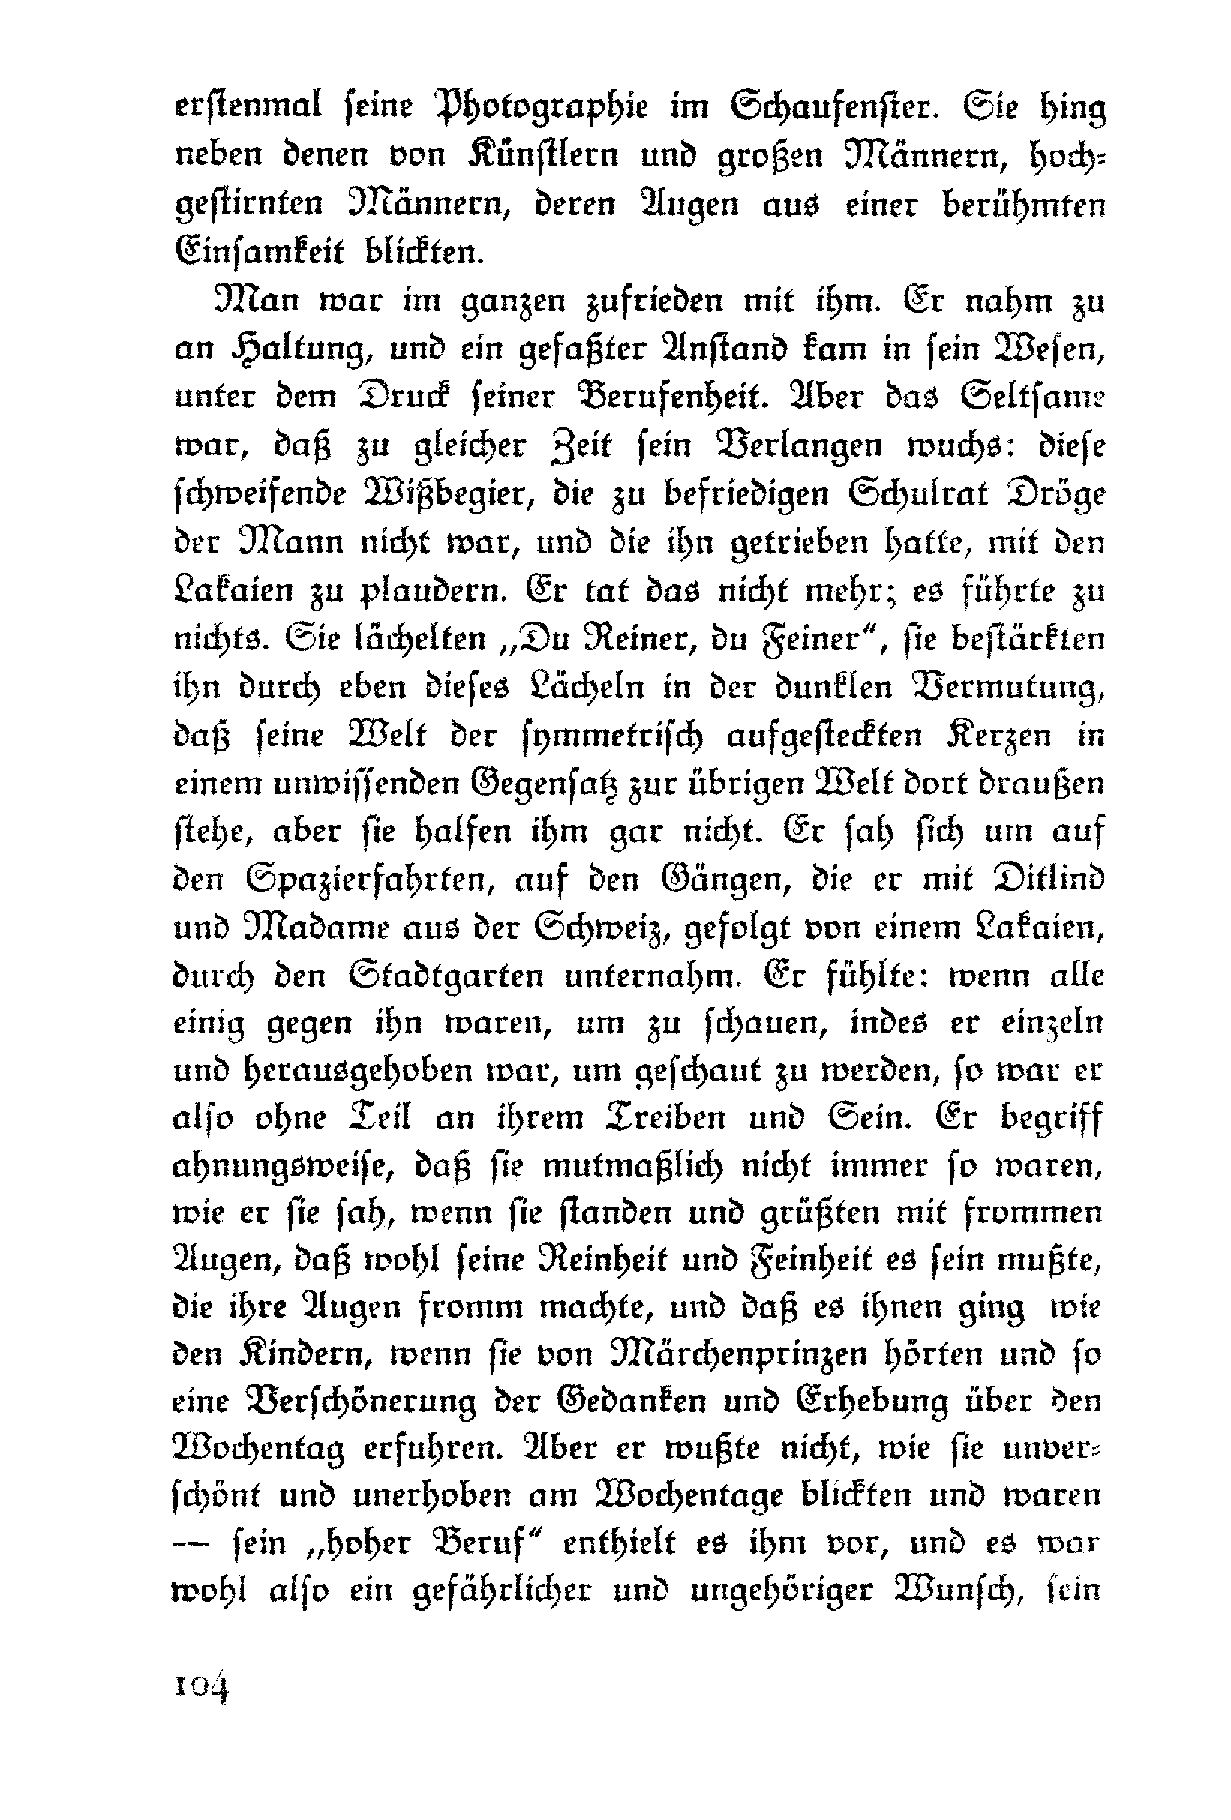 erſtenmal ſeine Photographie im Schaufenſter. Sie hing
neben denen von Künſtlern und großen Männern, hoch-
geſtirnten Männern, deren Augen aus einer berühmten
Einſamkeit blickten.
Man war im ganzen zufrieden mit ihm. Er nahm zu
an Haltung, und ein gefaßter Anſtand kam in ſein Weſen,
unter dem Druck ſeiner Berufenheit. Aber das Seltſame
war, daß zu gleicher Zeit ſein Verlangen wuchs: dieſe
ſchweifende Wißbegier, die zu befriedigen Schulrat Dröge
der Mann nicht war, und die ihn getrieben hatte, mit den
Lakaien zu plaudern. Er tat das nicht mehr; es führte zu
nichts. Sie lächelten „Du Reiner, du Feiner“, ſie beſtärkten
ihn durch eben dieſes Lächeln in der dunklen Vermutung,
daß ſeine Welt der ſymmetriſch aufgeſteckten Kerzen in
einem unwiſſenden Gegenſatz zur übrigen Welt dort draußen
ſtehe, aber ſie halfen ihm gar nicht. Er ſah ſich um auf
den Spazierfahrten, auf den Gängen, die er mit Ditlind
und Madame aus der Schweiz, gefolgt von einem Lakaien,
durch den Stadtgarten unternahm. Er fühlte: wenn alle
einig gegen ihn waren, um zu ſchauen, indes er einzeln
und herausgehoben war, um geſchaut zu werden, ſo war er
alſo ohne Teil an ihrem Treiben und Sein. Er begriff
ahnungsweiſe, daß ſie mutmaßlich nicht immer ſo waren,
wie er ſie ſah, wenn ſie ſtanden und grüßten mit frommen
Augen, daß wohl ſeine Reinheit und Feinheit es ſein mußte,
die ihre Augen fromm machte, und daß es ihnen ging wie
den Kindern, wenn ſie von Märchenprinzen hörten und ſo
eine Verſchönerung der Gedanken und Erhebung über den
Wochentag erfuhren. Aber er wußte nicht, wie ſie unver-
ſchönt und unerhoben am Wochentage blickten und waren
— ſein „hoher Beruf“ enthielt es ihm vor, und es war
wohl alſo ein gefährlicher und ungehöriger Wunſch, ſein
104